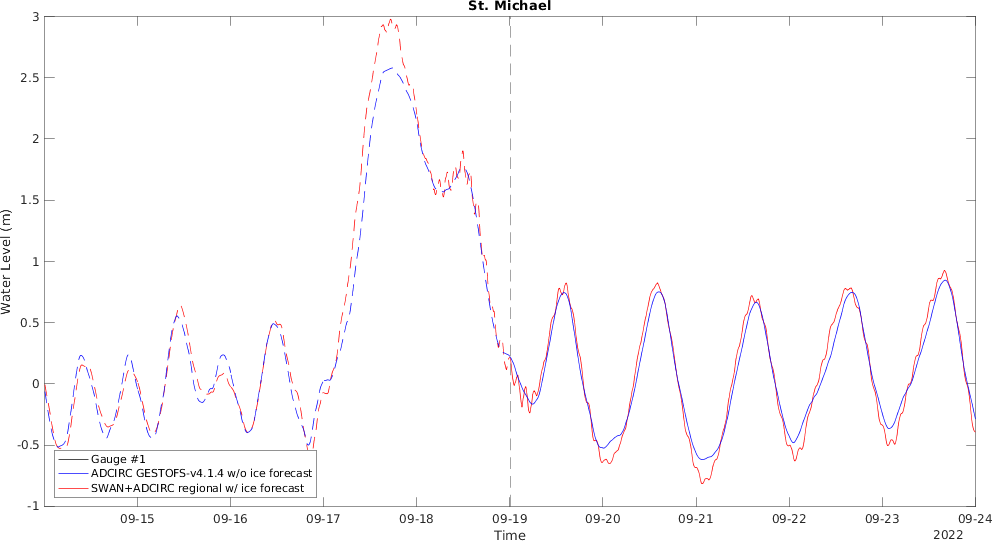 St. Michael
3
2.5
2
1.5
1
0.5
0
-0.5
-1
Water Level (m)
Gauge #1
ADCIRC GESTOFS-v4.1.4 w/o ice forecast
SWAN+ADCIRC regional w/ ice forecast
09-15 09-16 09-17 09-18 09-19 09-20 09-21 09-22 09-23 09-24
Time
2022